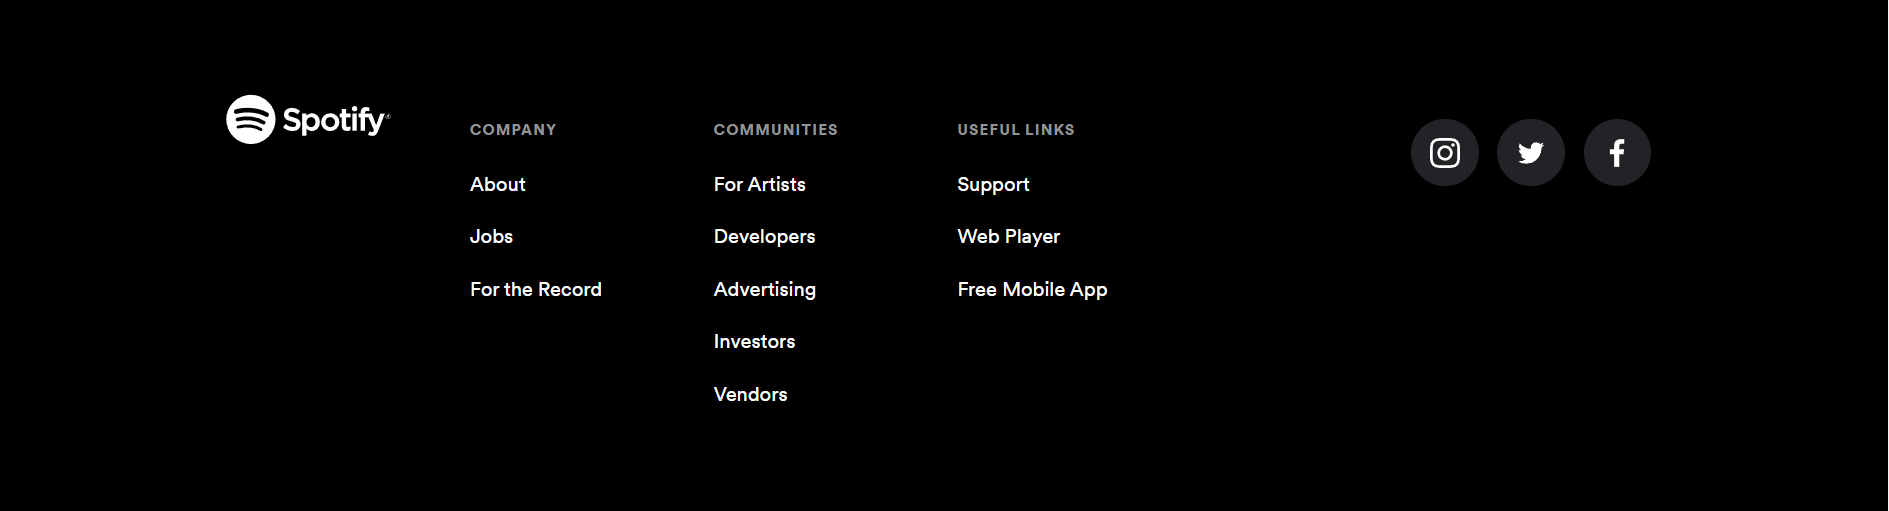 Spotify®
COMPANY
About
Jobs
For the Record
COMMUNITIES
For Artists
Developers
Advertising
Investors
Vendors
USEFUL LINKS
Support
Web Player
Free Mobile App